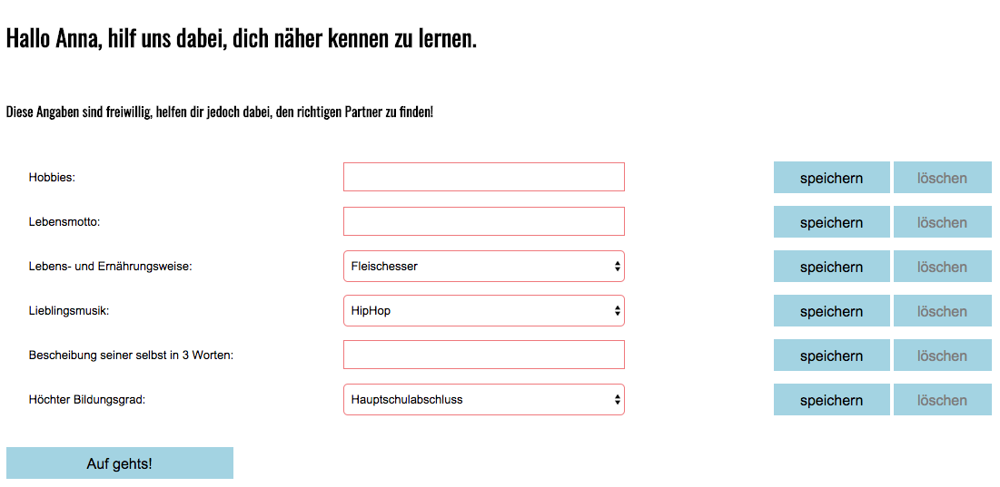 Hallo Anna, hilf uns dabei, dich näher kennen zu lernen.
Diese Angaben sind freiwillig, helfen dir jedoch dabei, den richtigen Partner zu finden!
Hobbies: speichern löschen
Lebensmotto: speichern löschen
Lebens- und Ernährungsweise: Fleischesser speichern löschen
Lieblingsmusik: HipHop speichern löschen
Bescheibung seiner selbst in 3 Worten: speichern löschen
Höchter Bildungsgrad: Hauptschulabschluss speichern löschen
Auf gehts!